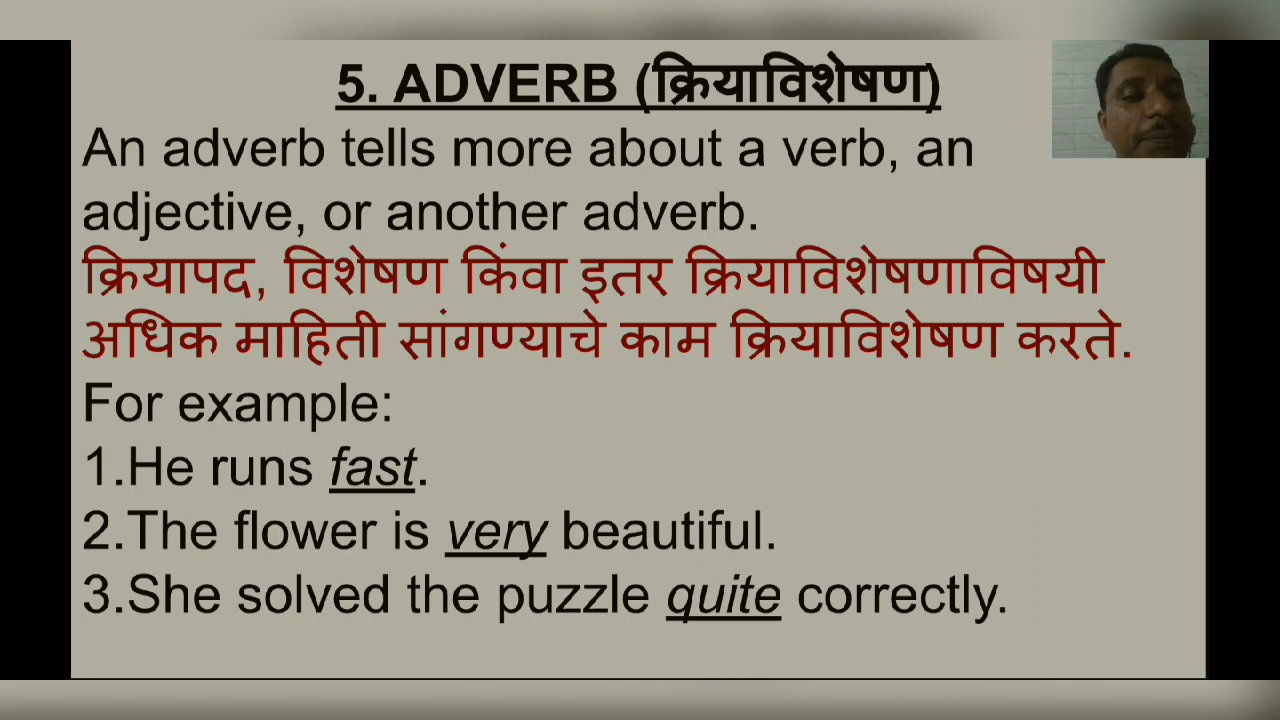 5. ADVERB (क्रियाविशेषण)
An adverb tells more about a verb, an
adjective, or another adverb.
क्रियापद, विशेषण किंवा इतर क्रियाविशेषणाविषयी
अधिक माहिती सांगण्याचे काम क्रियाविशेषण करते.
For example:
1.He runs fast.
2.The flower is very beautiful.
3.She solved the puzzle quite correctly.